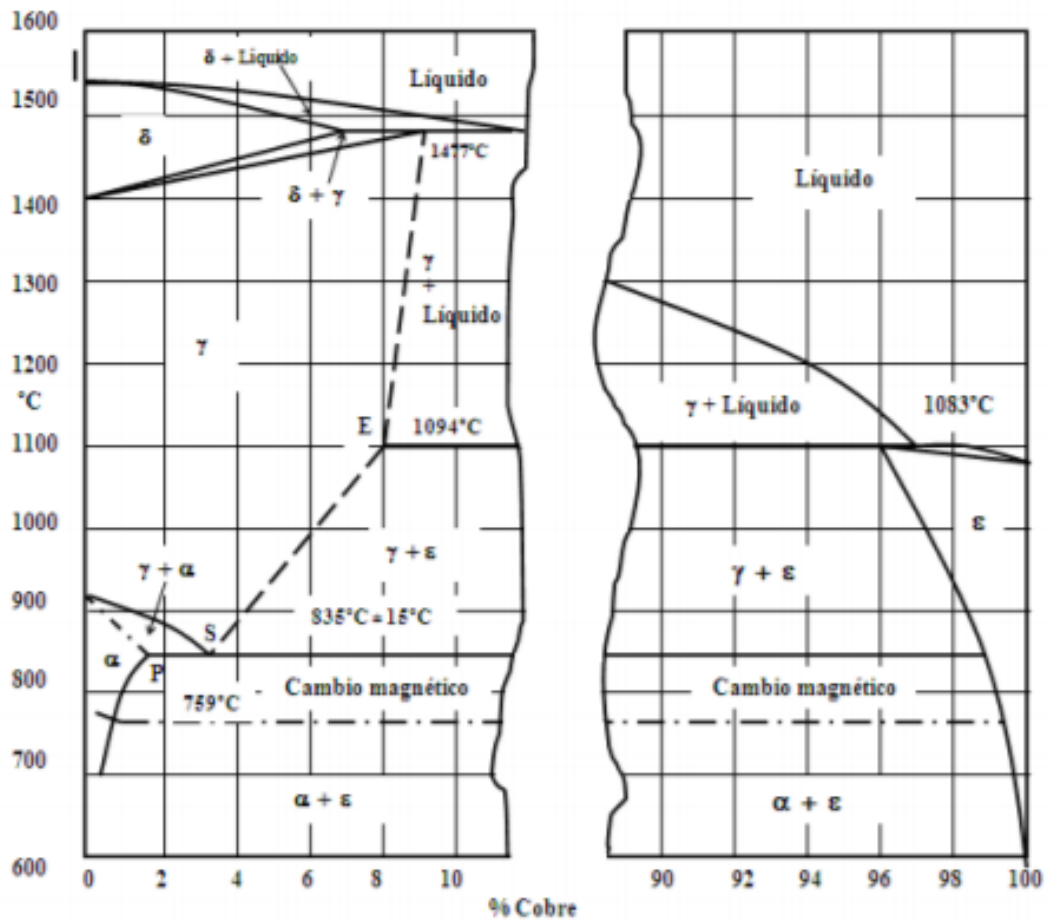 1600
δ + Líquido
Líquido
1500
δ
1477°C
δ + γ
Líquido
1400
γ
+
Líquido
1300
γ
1200
°C
γ + Líquido
1083°C
E
1094°C
1100
1000
ε
γ + ε
γ + α
γ + ε
900
835°C = 15°C
S
α
P
800
759°C
Cambio magnético
Cambio magnético
700
α + ε
α + ε
600
0 2 4 6 8 10 90 92 94 96 98 100
% Cobre